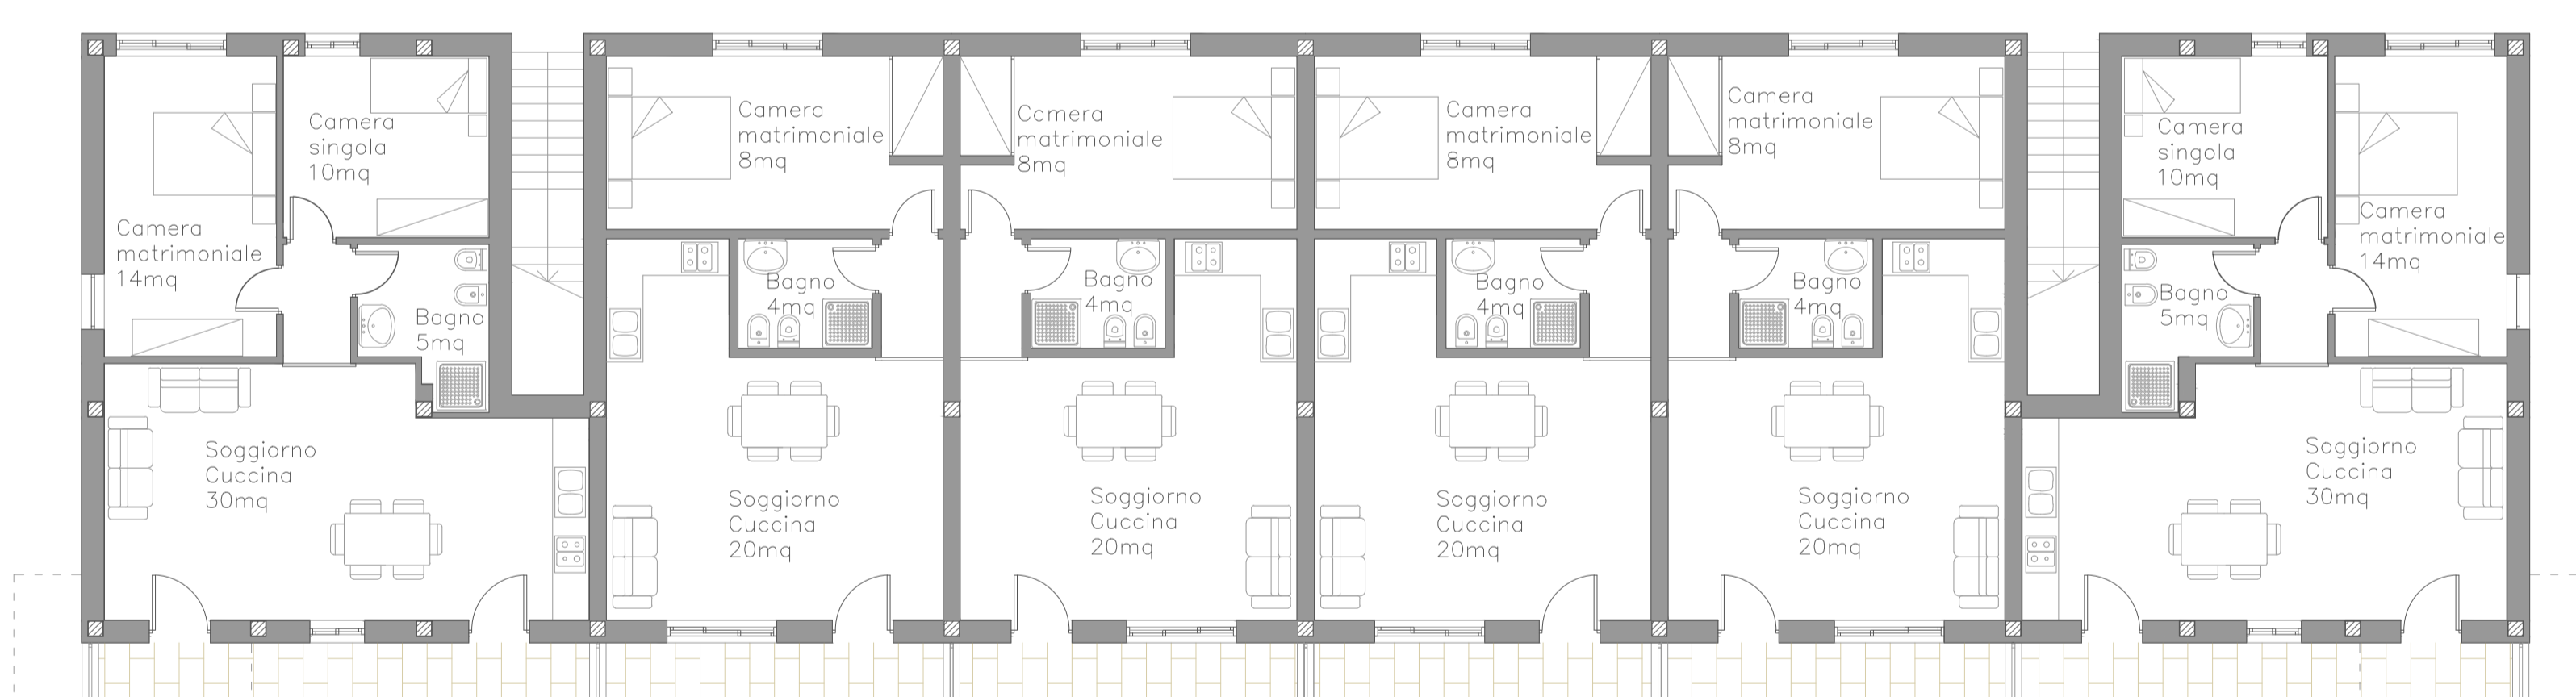 Camera
matrimoniale
14mq
Camera
singola
10mq
Bagno
5mq
Soggiorno
Cuccina
30mq
Camera
matrimoniale
8mq
Bagno
4mq
Soggiorno
Cuccina
20mq
Camera
matrimoniale
8mq
Bagno
4mq
Soggiorno
Cuccina
20mq
Camera
matrimoniale
8mq
Bagno
4mq
Soggiorno
Cuccina
20mq
Camera
matrimoniale
8mq
Bagno
4mq
Soggiorno
Cuccina
20mq
Camera
singola
10mq
Camera
matrimoniale
14mq
Bagno
5mq
Soggiorno
Cuccina
30mq